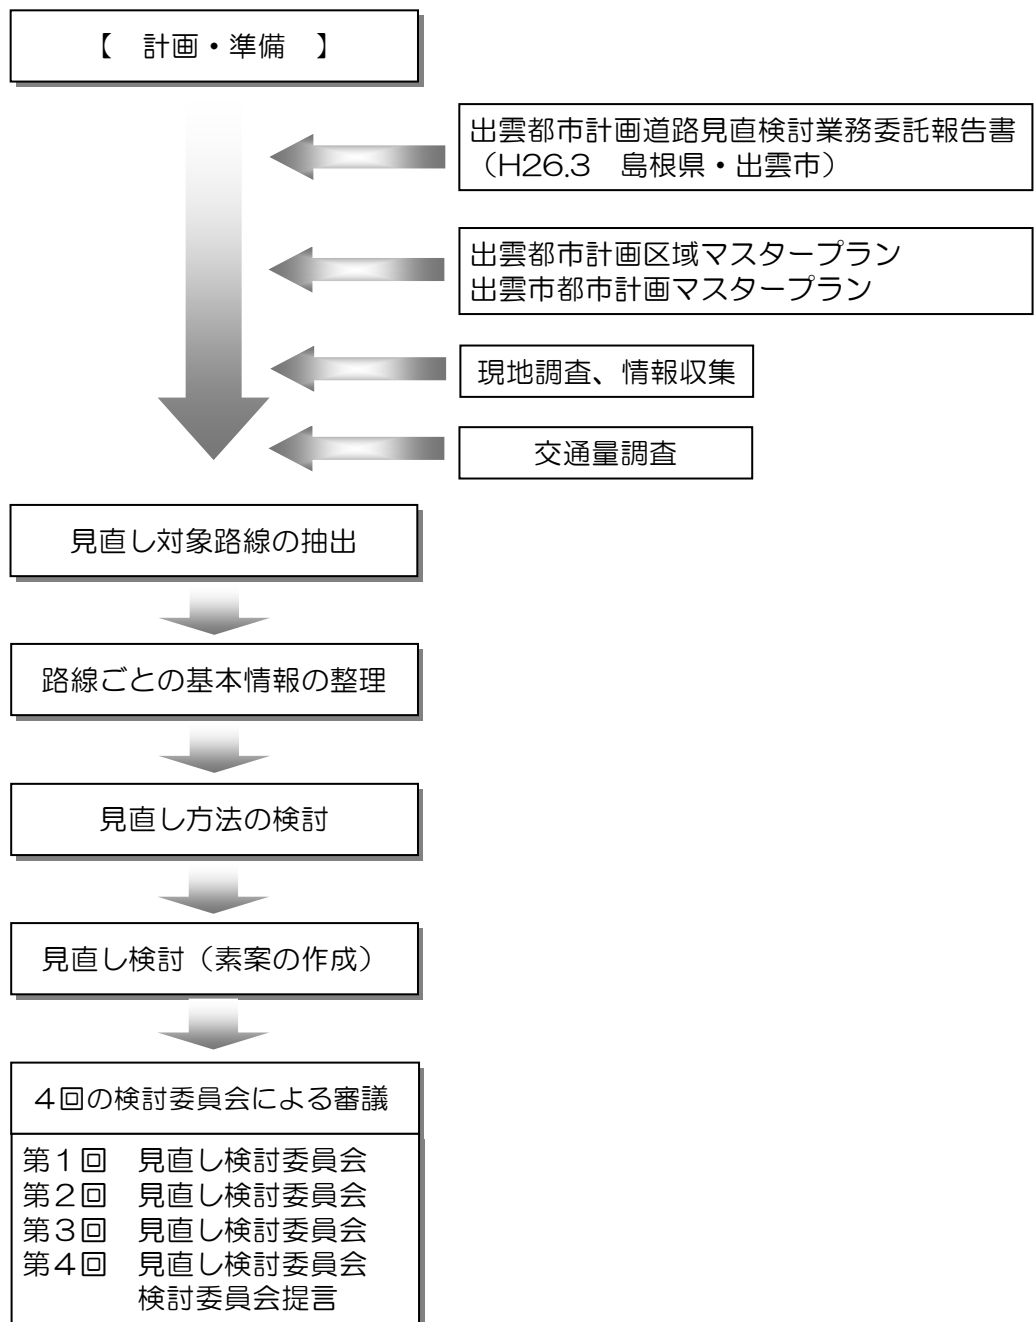 【　計画・準備　】
出雲都市計画道路見直検討業務委託報告書
（H26.3　島根県・出雲市）
出雲都市計画区域マスタープラン
出雲市都市計画マスタープラン
現地調査、情報収集
交通量調査
見直し対象路線の抽出
路線ごとの基本情報の整理
見直し方法の検討
見直し検討（素案の作成）
４回の検討委員会による審議
第１回　見直し検討委員会
第２回　見直し検討委員会
第３回　見直し検討委員会
第４回　見直し検討委員会
検討委員会提言